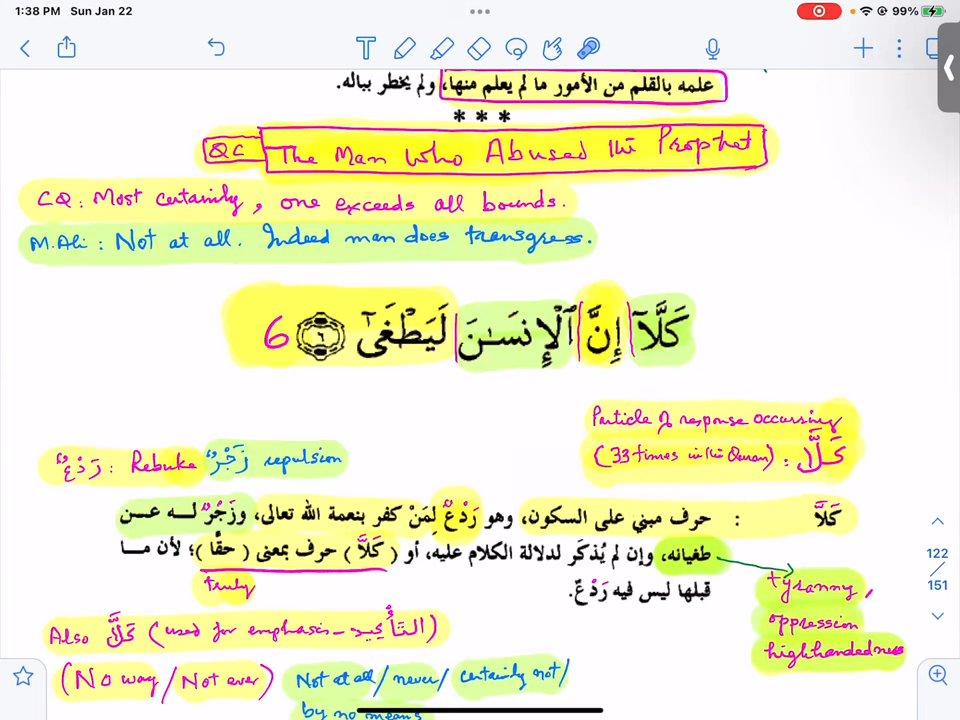 1:38 PM Sun Jan 22
99%
علمه بالقلم من الأمور ما لم يعلم منها، ولم يخطر بباله.
* * *
QC The Man Who Abused the Prophet
CQ: Most certainly, one exceeds all bounds.
M.Ali: Not at all. Indeed man does transgress.
كَلَّآ إِنَّ ٱلْإِنسَـٰنَ لَيَطْغَىٰٓ ٦ 6
Particle of response occurring
(33 times in the Quran): كَلَّا
رَدْعٌ: Rebuke زَجْرٌ repulsion
كَلَّا : حرف مبني على السكون، وهو رَدْعٌ لِمَنْ كفر بنعمة الله تعالى، وزَجْرٌ لـه عـن
طغيانه، وإن لم يُذكَر لدلالة الكلام عليه، أو (كَلَّا) حرف بمعنى (حقًّا)؛ لأن مـا
قبلها ليس فيه رَدْعٌ.
truly
tyranny,
oppression
highhandedness
Also كَلَّا (used for emphasis - التَأْكِيد)
(No way/Not ever) Not at all/never/certainly not/
by no means
122
151